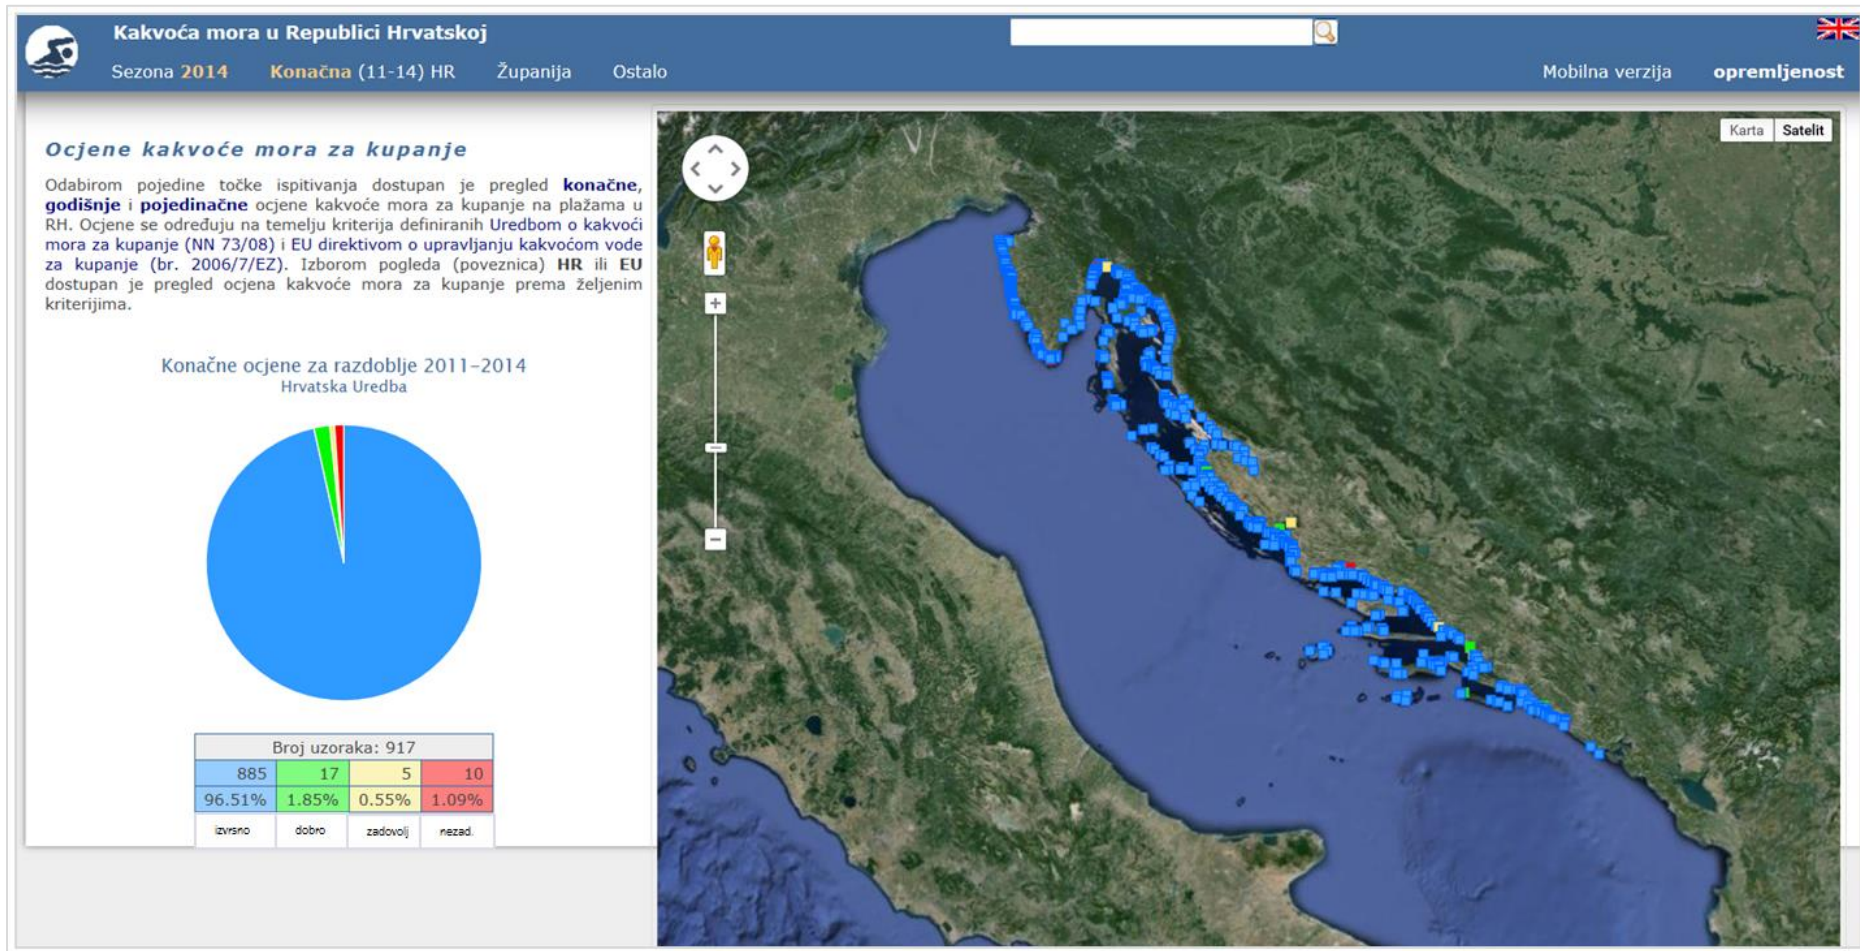 Kakvoća mora u Republici Hrvatskoj
Sezona 2014 Konačna (11-14) HR Županija Ostalo Mobilna verzija opremljenost
Ocjene kakvoće mora za kupanje
Odabirom pojedine točke ispitivanja dostupan je pregled konačne,
godišnje i pojedinačne ocjene kakvoće mora za kupanje na plažama u
RH. Ocjene se određuju na temelju kriterija definiranih Uredbom o kakvoći
mora za kupanje (NN 73/08) i EU direktivom o upravljanju kakvoćom vode
za kupanje (br. 2006/7/EZ). Izborom pogleda (poveznica) HR ili EU
dostupan je pregled ocjena kakvoće mora za kupanje prema željenim
kriterijima.
Konačne ocjene za razdoblje 2011-2014
Hrvatska Uredba
Broj uzoraka: 917
885 17 5 10
96.51% 1.85% 0.55% 1.09%
izvrsno dobro zadovolj nezad.
Karta Satelit